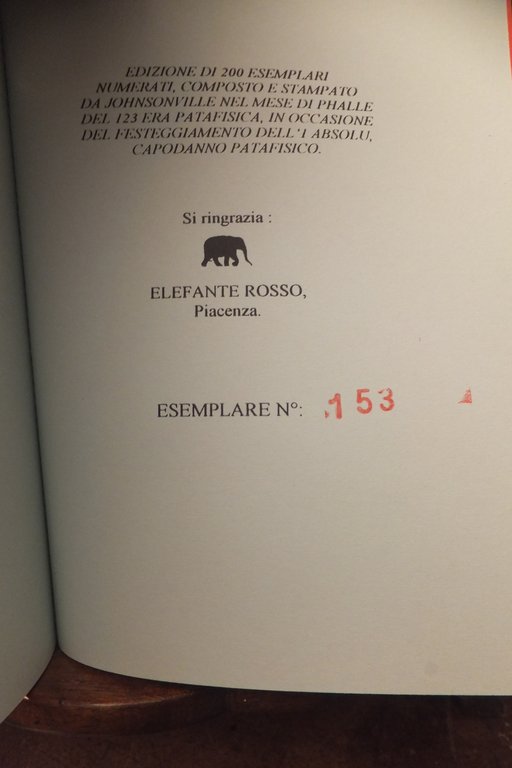 EDIZIONE DI 200 ESEMPLARI
NUMERATI, COMPOSTO E STAMPATO
DA JOHNSONVILLE NEL MESE DI PHALLE
DEL 123 ERA PATAFISICA, IN OCCASIONE
DEL FESTEGGIAMENTO DELL'1 ABSOLU,
CAPODANNO PATAFISICO.
Si ringrazia :
ELEFANTE ROSSO,
Piacenza.
ESEMPLARE N°: 153